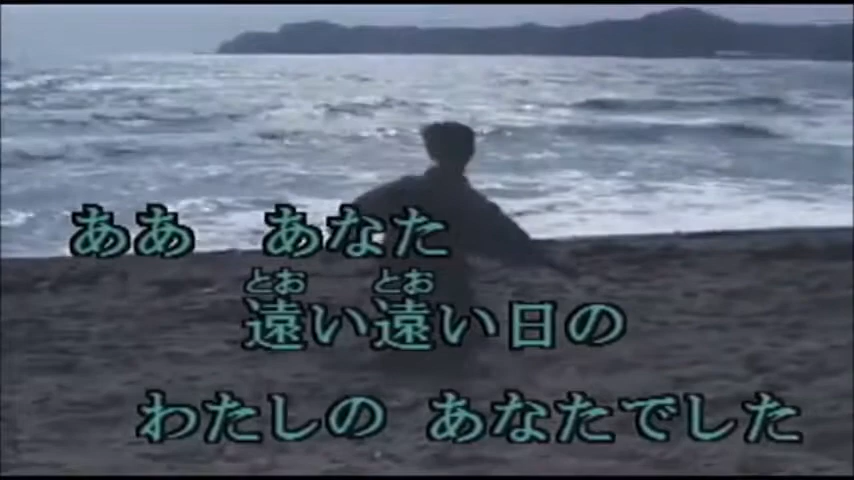 ああ　あなた
とお　とお
遠い遠い日の
わたしの　あなたでした